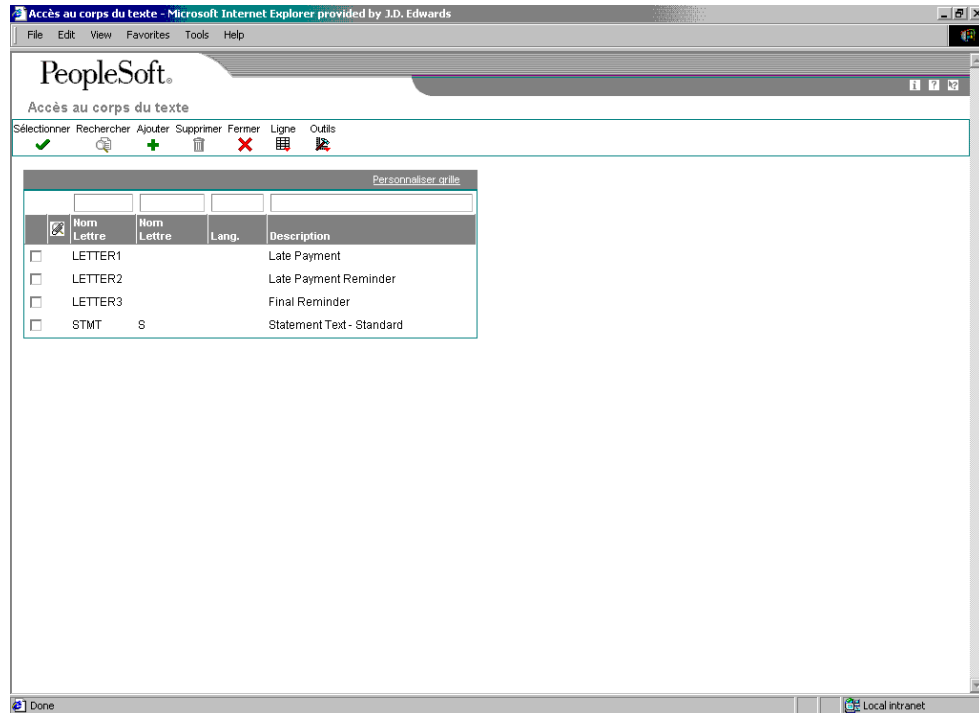 Accès au corps du texte - Microsoft Internet Explorer provided by J.D. Edwards
File Edit View Favorites Tools Help
PeopleSoft®
Accès au corps du texte
Sélectionner Rechercher Ajouter Supprimer Fermer Ligne Outils
Personnaliser grille
Nom Lettre Nom Lettre Lang. Description
LETTER1 Late Payment
LETTER2 Late Payment Reminder
LETTER3 Final Reminder
STMT S Statement Text - Standard
Done Local intranet